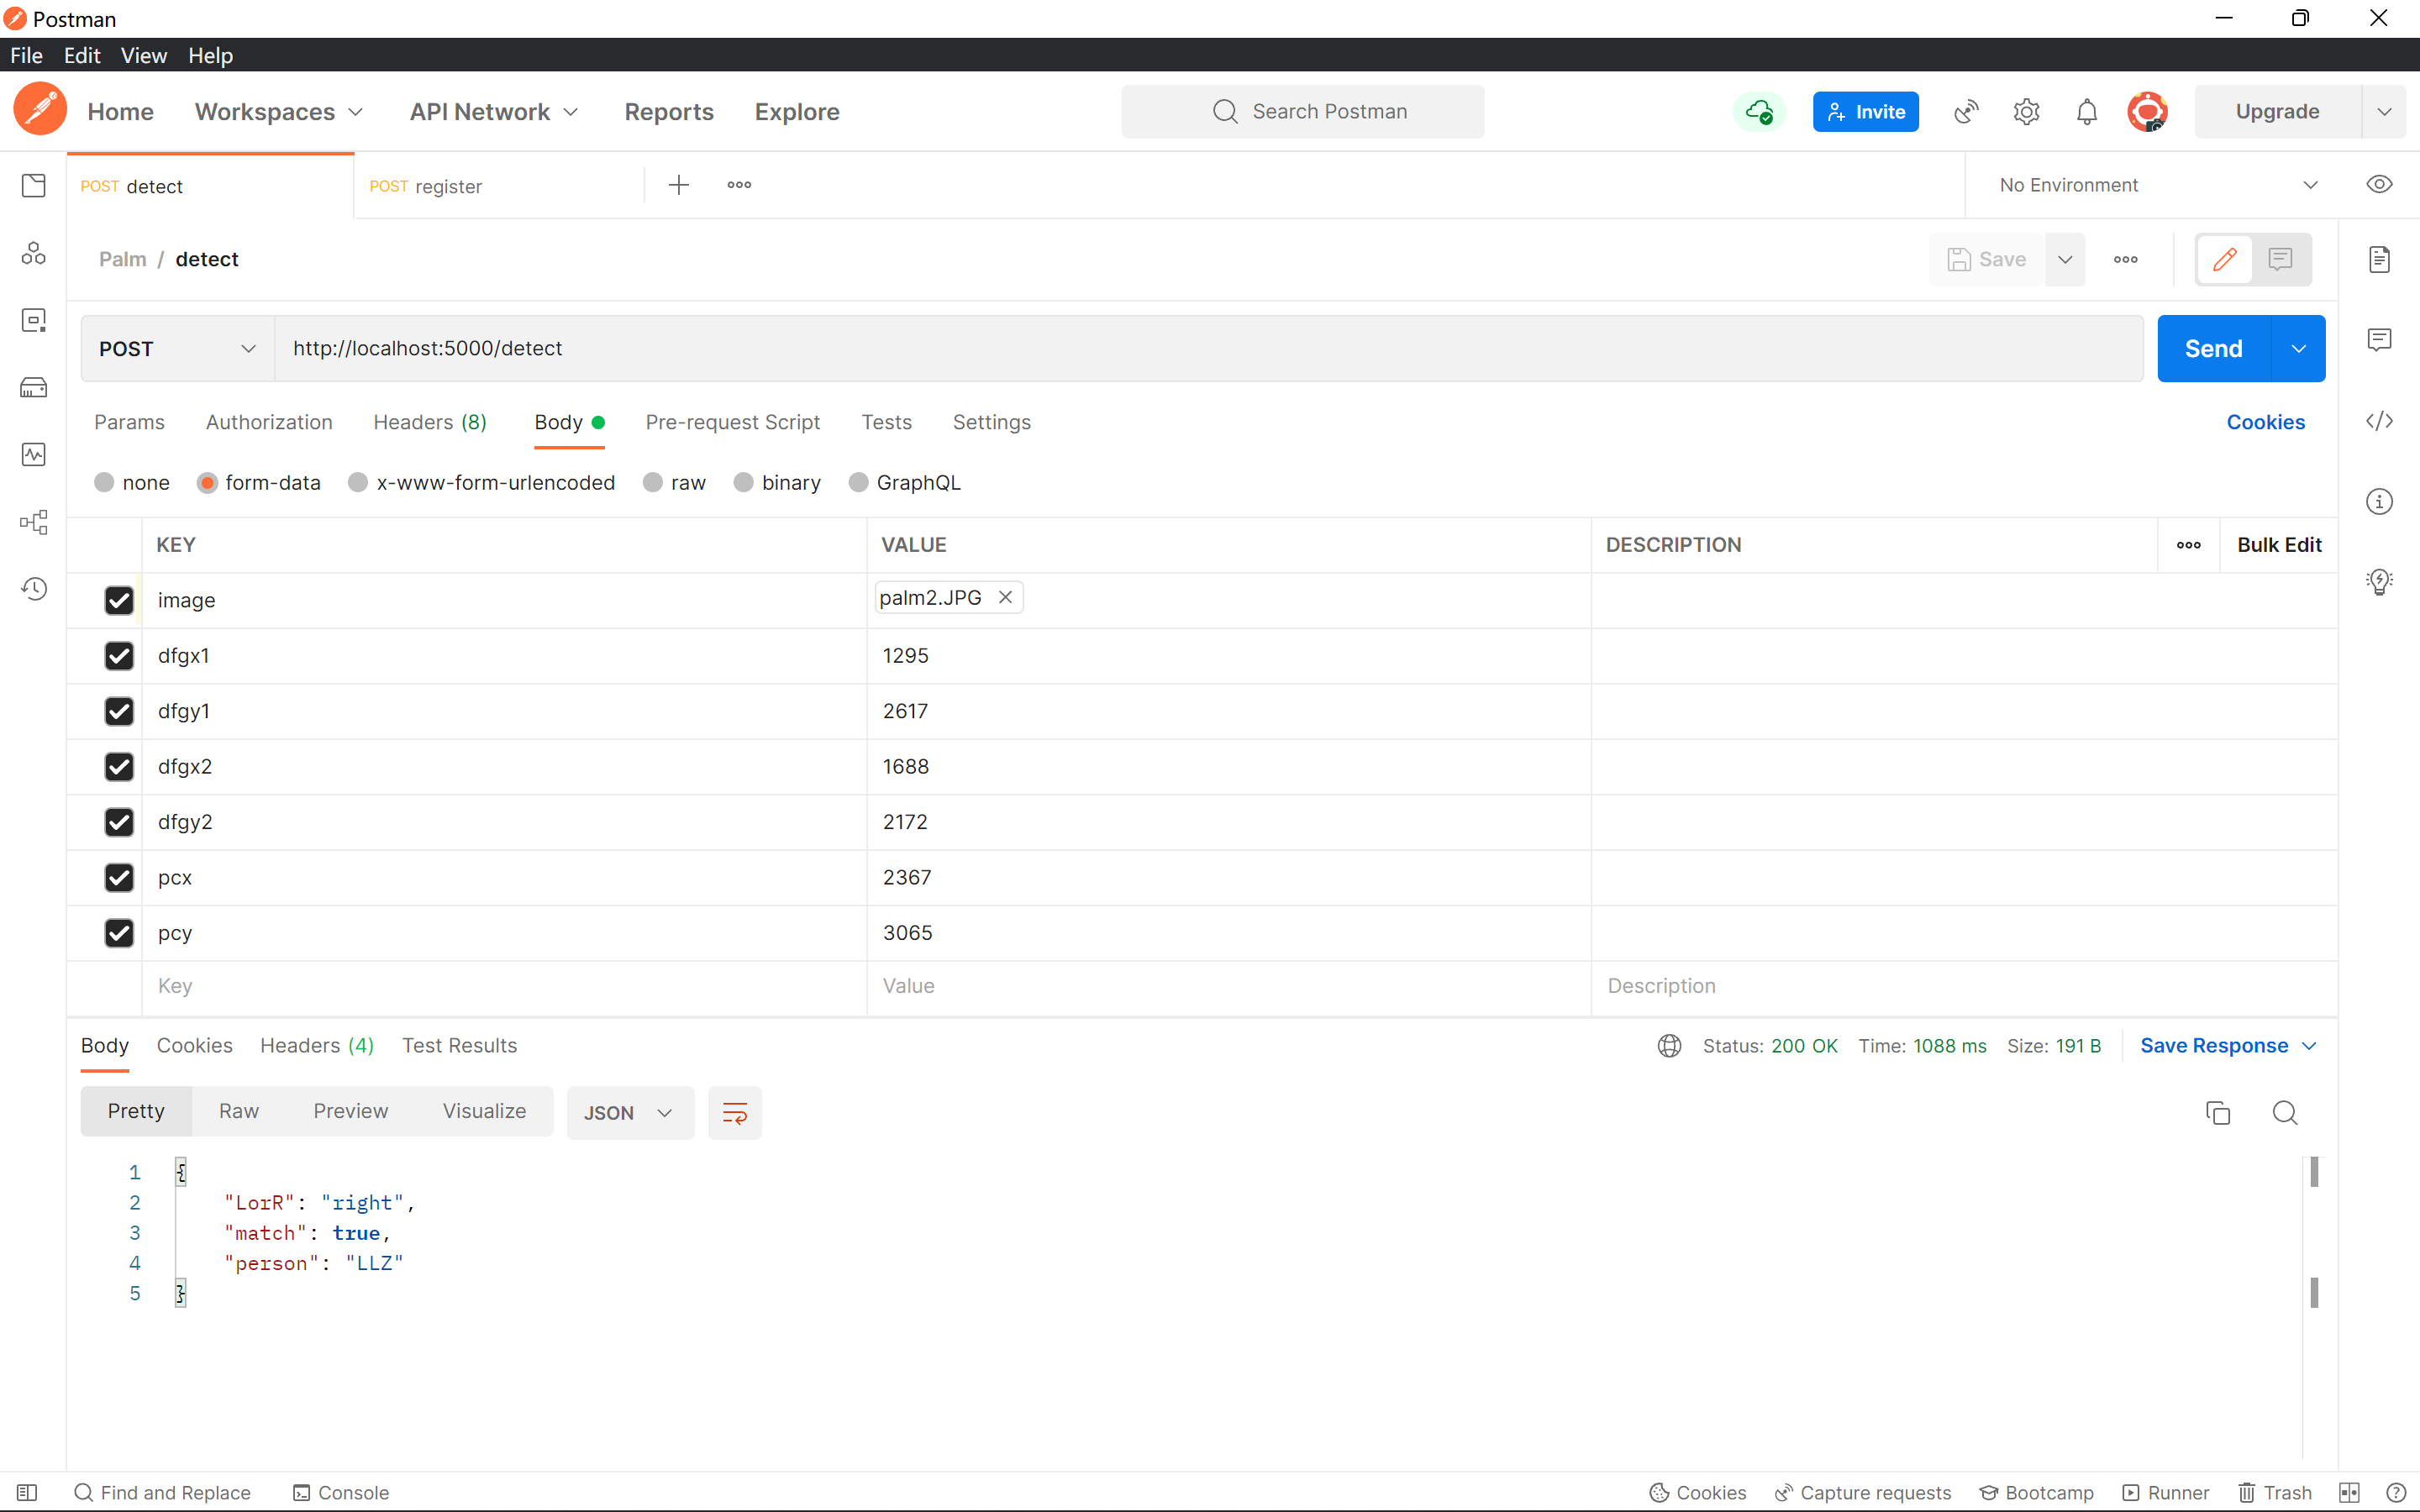 Postman
File Edit View Help
Home Workspaces API Network Reports Explore Search Postman Invite Upgrade
POST detect POST register No Environment
Palm / detect Save
POST http://localhost:5000/detect Send
Params Authorization Headers (8) Body Pre-request Script Tests Settings Cookies
none form-data x-www-form-urlencoded raw binary GraphQL
KEY VALUE DESCRIPTION Bulk Edit
image palm2.JPG
dfgx1 1295
dfgy1 2617
dfgx2 1688
dfgy2 2172
pcx 2367
pcy 3065
Key Value Description
Body Cookies Headers (4) Test Results Status: 200 OK Time: 1088 ms Size: 191 B Save Response
Pretty Raw Preview Visualize JSON
1 {
2 "LorR": "right",
3 "match": true,
4 "person": "LLZ"
5 }
Find and Replace Console Cookies Capture requests Bootcamp Runner Trash